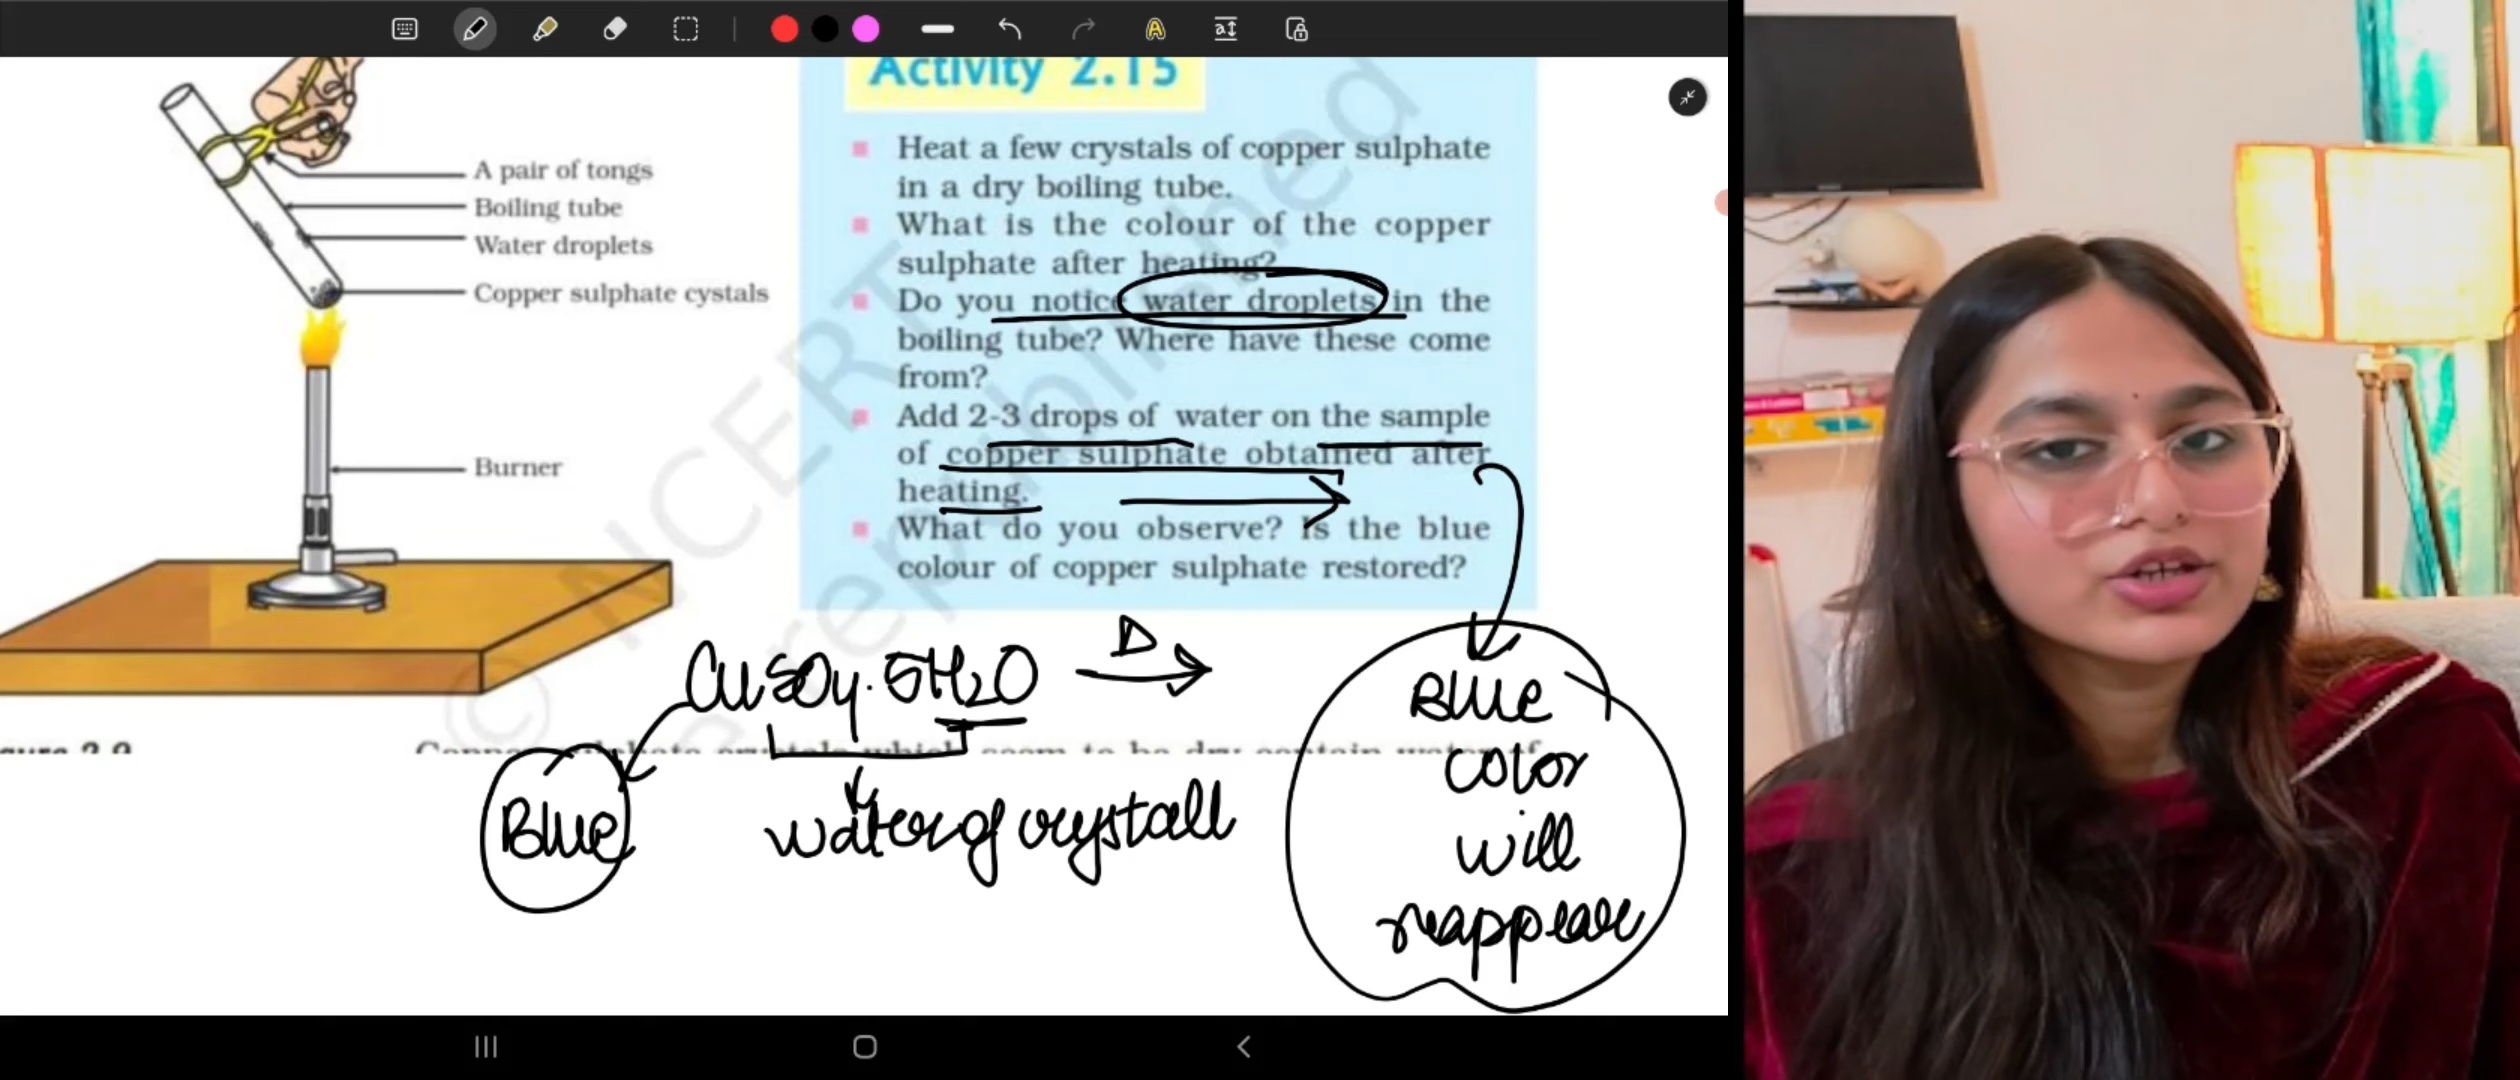 Activity 2.15
A pair of tongs
Boiling tube
Water droplets
Copper sulphate cystals
Burner
Heat a few crystals of copper sulphate
in a dry boiling tube.
What is the colour of the copper
sulphate after heating?
Do you notice water droplets in the
boiling tube? Where have these come
from?
Add 2-3 drops of water on the sample
of copper sulphate obtained after
heating.
What do you observe? Is the blue
colour of copper sulphate restored?
© NCERT
republished
CuSO4.5H2O Δ
Blue
water of crystall
Blue
color
will
reappear